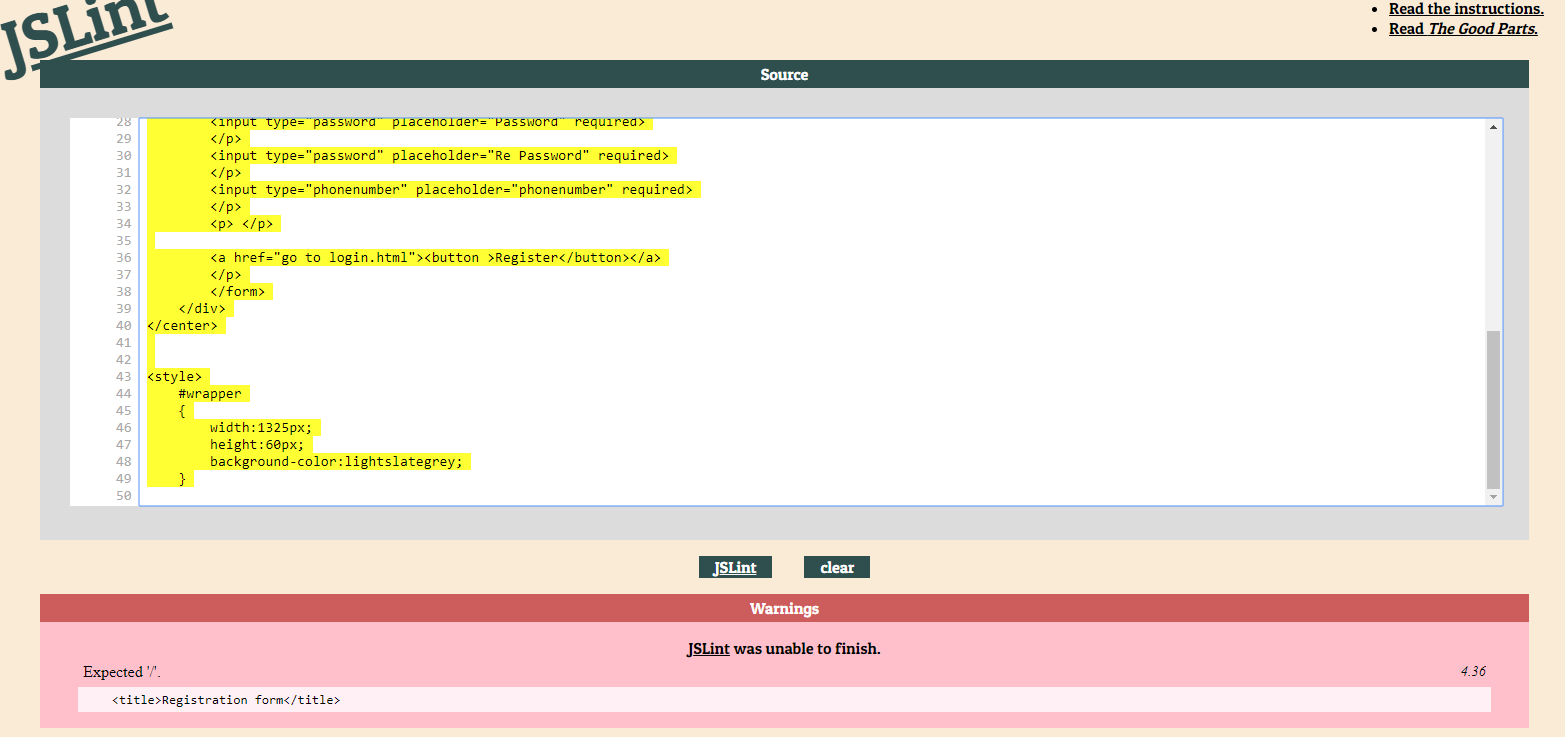 JSLint
Read the instructions.
Read The Good Parts.
Source
28 <input type="password" placeholder="Password" required>
29 </p>
30 <input type="password" placeholder="Re Password" required>
31 </p>
32 <input type="phonenumber" placeholder="phonenumber" required>
33 </p>
34 <p> </p>
35
36 <a href="go to login.html"><button >Register</button></a>
37 </p>
38 </form>
39 </div>
40 </center>
41
42
43 <style>
44 #wrapper
45 {
46 width:1325px;
47 height:60px;
48 background-color:lightslategrey;
49 }
50
JSLint clear
Warnings
JSLint was unable to finish.
Expected '/'. 4.36
<title>Registration form</title>